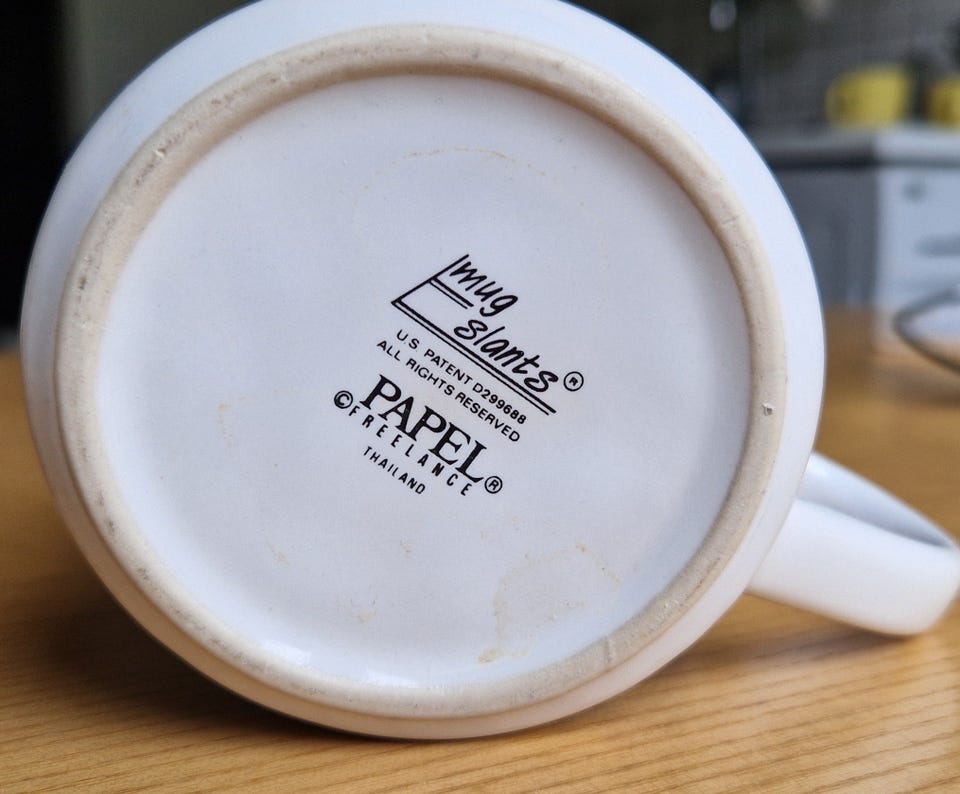 mug
slants®
U.S. PATENT D299688
ALL RIGHTS RESERVED
PAPEL®
©FREELANCE
THAILAND